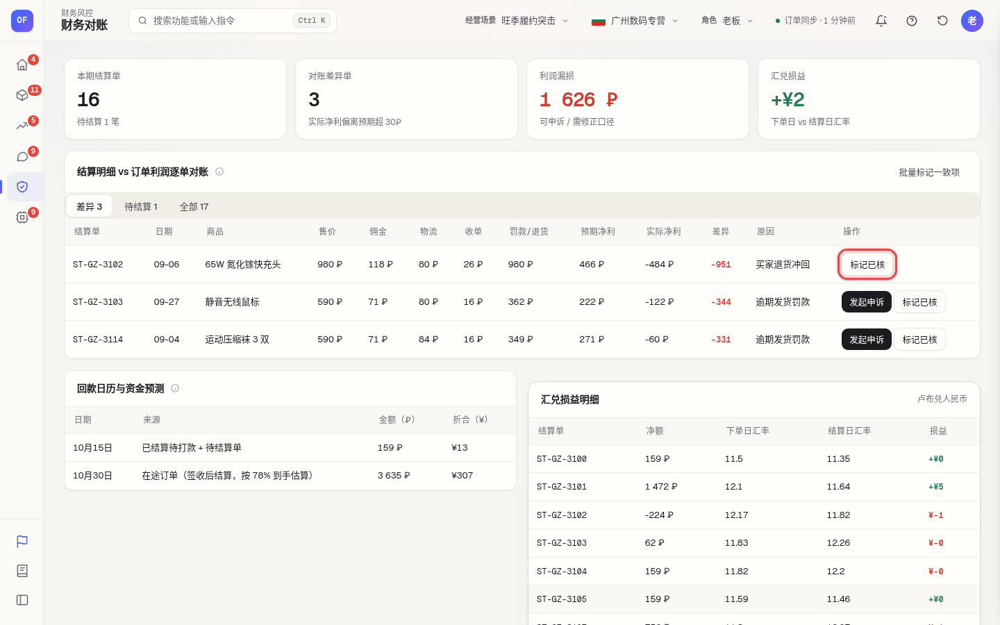 OF
财务风控
财务对账
搜索功能或输入指令
Ctrl K
经营场景 旺季履约突击
广州数码专营
角色 老板
订单同步 · 1 分钟前
老
4
11
5
9
9
本期结算单
16
待结算 1 笔
对账差异单
3
实际净利偏离预期超 30₽
利润漏损
1 626 ₽
可申诉 / 需修正口径
汇兑损益
+¥2
下单日 vs 结算日汇率
结算明细 vs 订单利润逐单对账
批量标记一致项
差异 3 待结算 1 全部 17
结算单 日期 商品 售价 佣金 物流 收单 罚款/退货 预期净利 实际净利 差异 原因 操作
ST-GZ-3102 09-06 65W 氮化镓快充头 980 ₽ 118 ₽ 80 ₽ 26 ₽ 980 ₽ 466 ₽ -484 ₽ -951 买家退货冲回 标记已核
ST-GZ-3103 09-27 静音无线鼠标 590 ₽ 71 ₽ 80 ₽ 16 ₽ 362 ₽ 222 ₽ -122 ₽ -344 逾期发货罚款 发起申诉 标记已核
ST-GZ-3114 09-04 运动压缩袜 3 双 590 ₽ 71 ₽ 84 ₽ 16 ₽ 349 ₽ 271 ₽ -60 ₽ -331 逾期发货罚款 发起申诉 标记已核
回款日历与资金预测
日期 来源 金额（₽） 折合（¥）
10月15日 已结算待打款 + 待结算单 159 ₽ ¥13
10月30日 在途订单（签收后结算，按 78% 到手估算） 3 635 ₽ ¥307
汇兑损益明细
卢布兑人民币
结算单 净额 下单日汇率 结算日汇率 损益
ST-GZ-3100 159 ₽ 11.5 11.35 +¥0
ST-GZ-3101 1 472 ₽ 12.1 11.64 +¥5
ST-GZ-3102 -224 ₽ 12.17 11.82 ¥-1
ST-GZ-3103 62 ₽ 11.83 12.26 ¥-0
ST-GZ-3104 159 ₽ 11.82 12.2 ¥-0
ST-GZ-3105 159 ₽ 11.59 11.46 +¥0